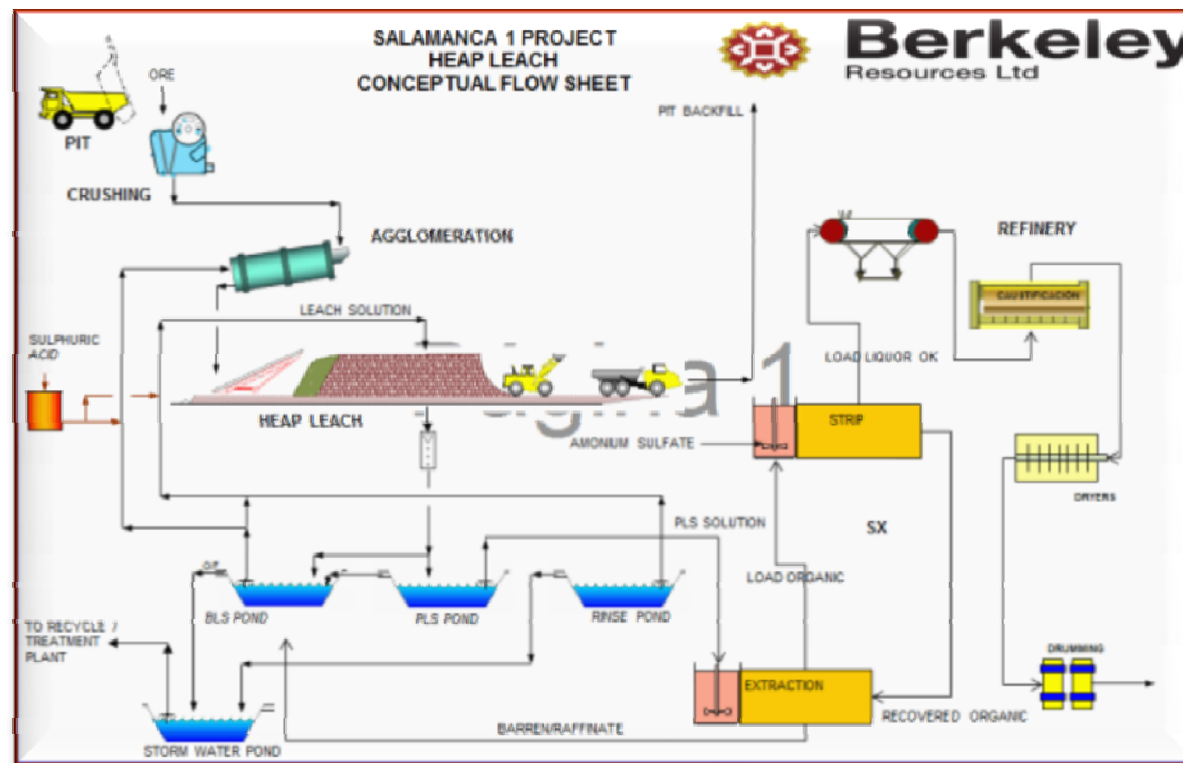 SALAMANCA 1 PROJECT
HEAP LEACH
CONCEPTUAL FLOW SHEET
Berkeley
Resources Ltd
ORE
PIT
CRUSHING
PIT BACKFILL
AGGLOMERATION
REFINERY
CAUSTIFICACION
LEACH SOLUTION
SULPHURIC
ACID
LOAD LIQUOR OK
HEAP LEACH
AMONIUM SULFATE
STRIP
DRYERS
PLS SOLUTION
SX
LOAD ORGANIC
O/F
BLS POND
PLS POND
RINSE POND
TO RECYCLE /
TREATMENT
PLANT
DRUMMING
EXTRACTION
RECOVERED ORGANIC
BARREN/RAFFINATE
STORM WATER POND